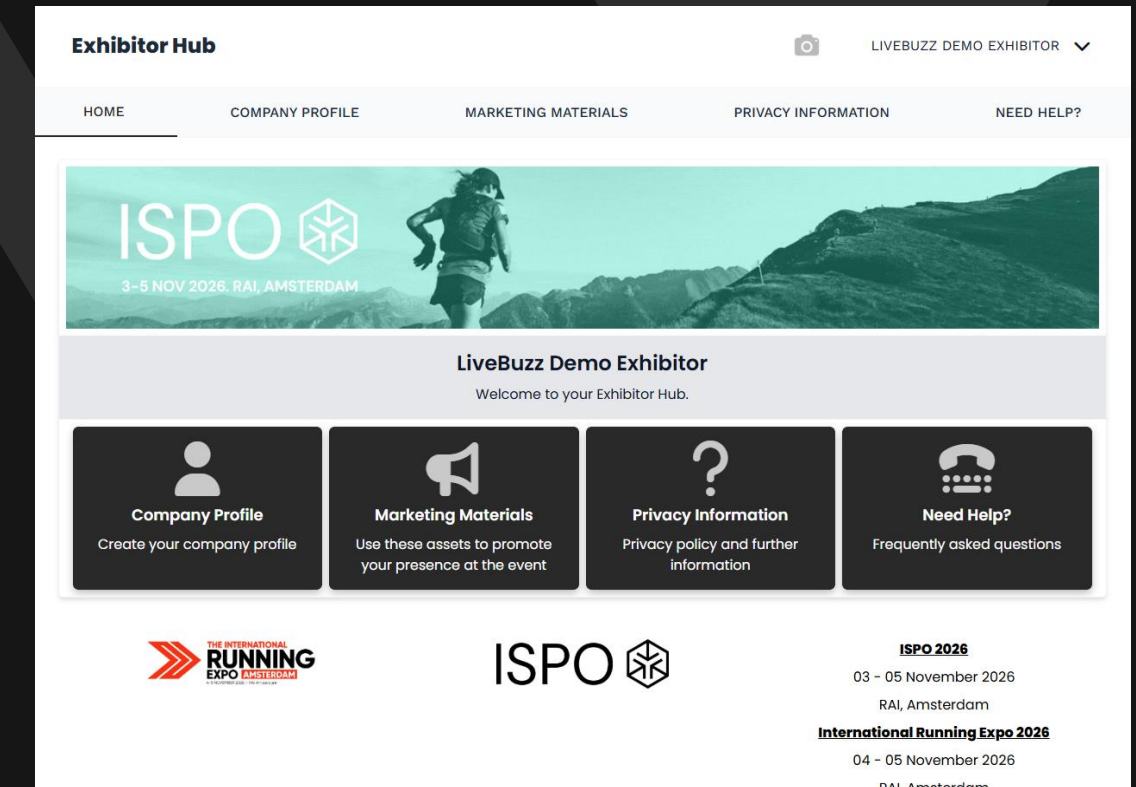 Exhibitor Hub
LIVEBUZZ DEMO EXHIBITOR
HOME
COMPANY PROFILE
MARKETING MATERIALS
PRIVACY INFORMATION
NEED HELP?
ISPO
3-5 NOV 2026. RAI, AMSTERDAM
LiveBuzz Demo Exhibitor
Welcome to your Exhibitor Hub.
Company Profile
Create your company profile
Marketing Materials
Use these assets to promote
your presence at the event
Privacy Information
Privacy policy and further
information
Need Help?
Frequently asked questions
THE INTERNATIONAL
RUNNING
EXPO AMSTERDAM
ISPO
ISPO 2026
03 - 05 November 2026
RAI, Amsterdam
International Running Expo 2026
04 - 05 November 2026
RAI, Amsterdam